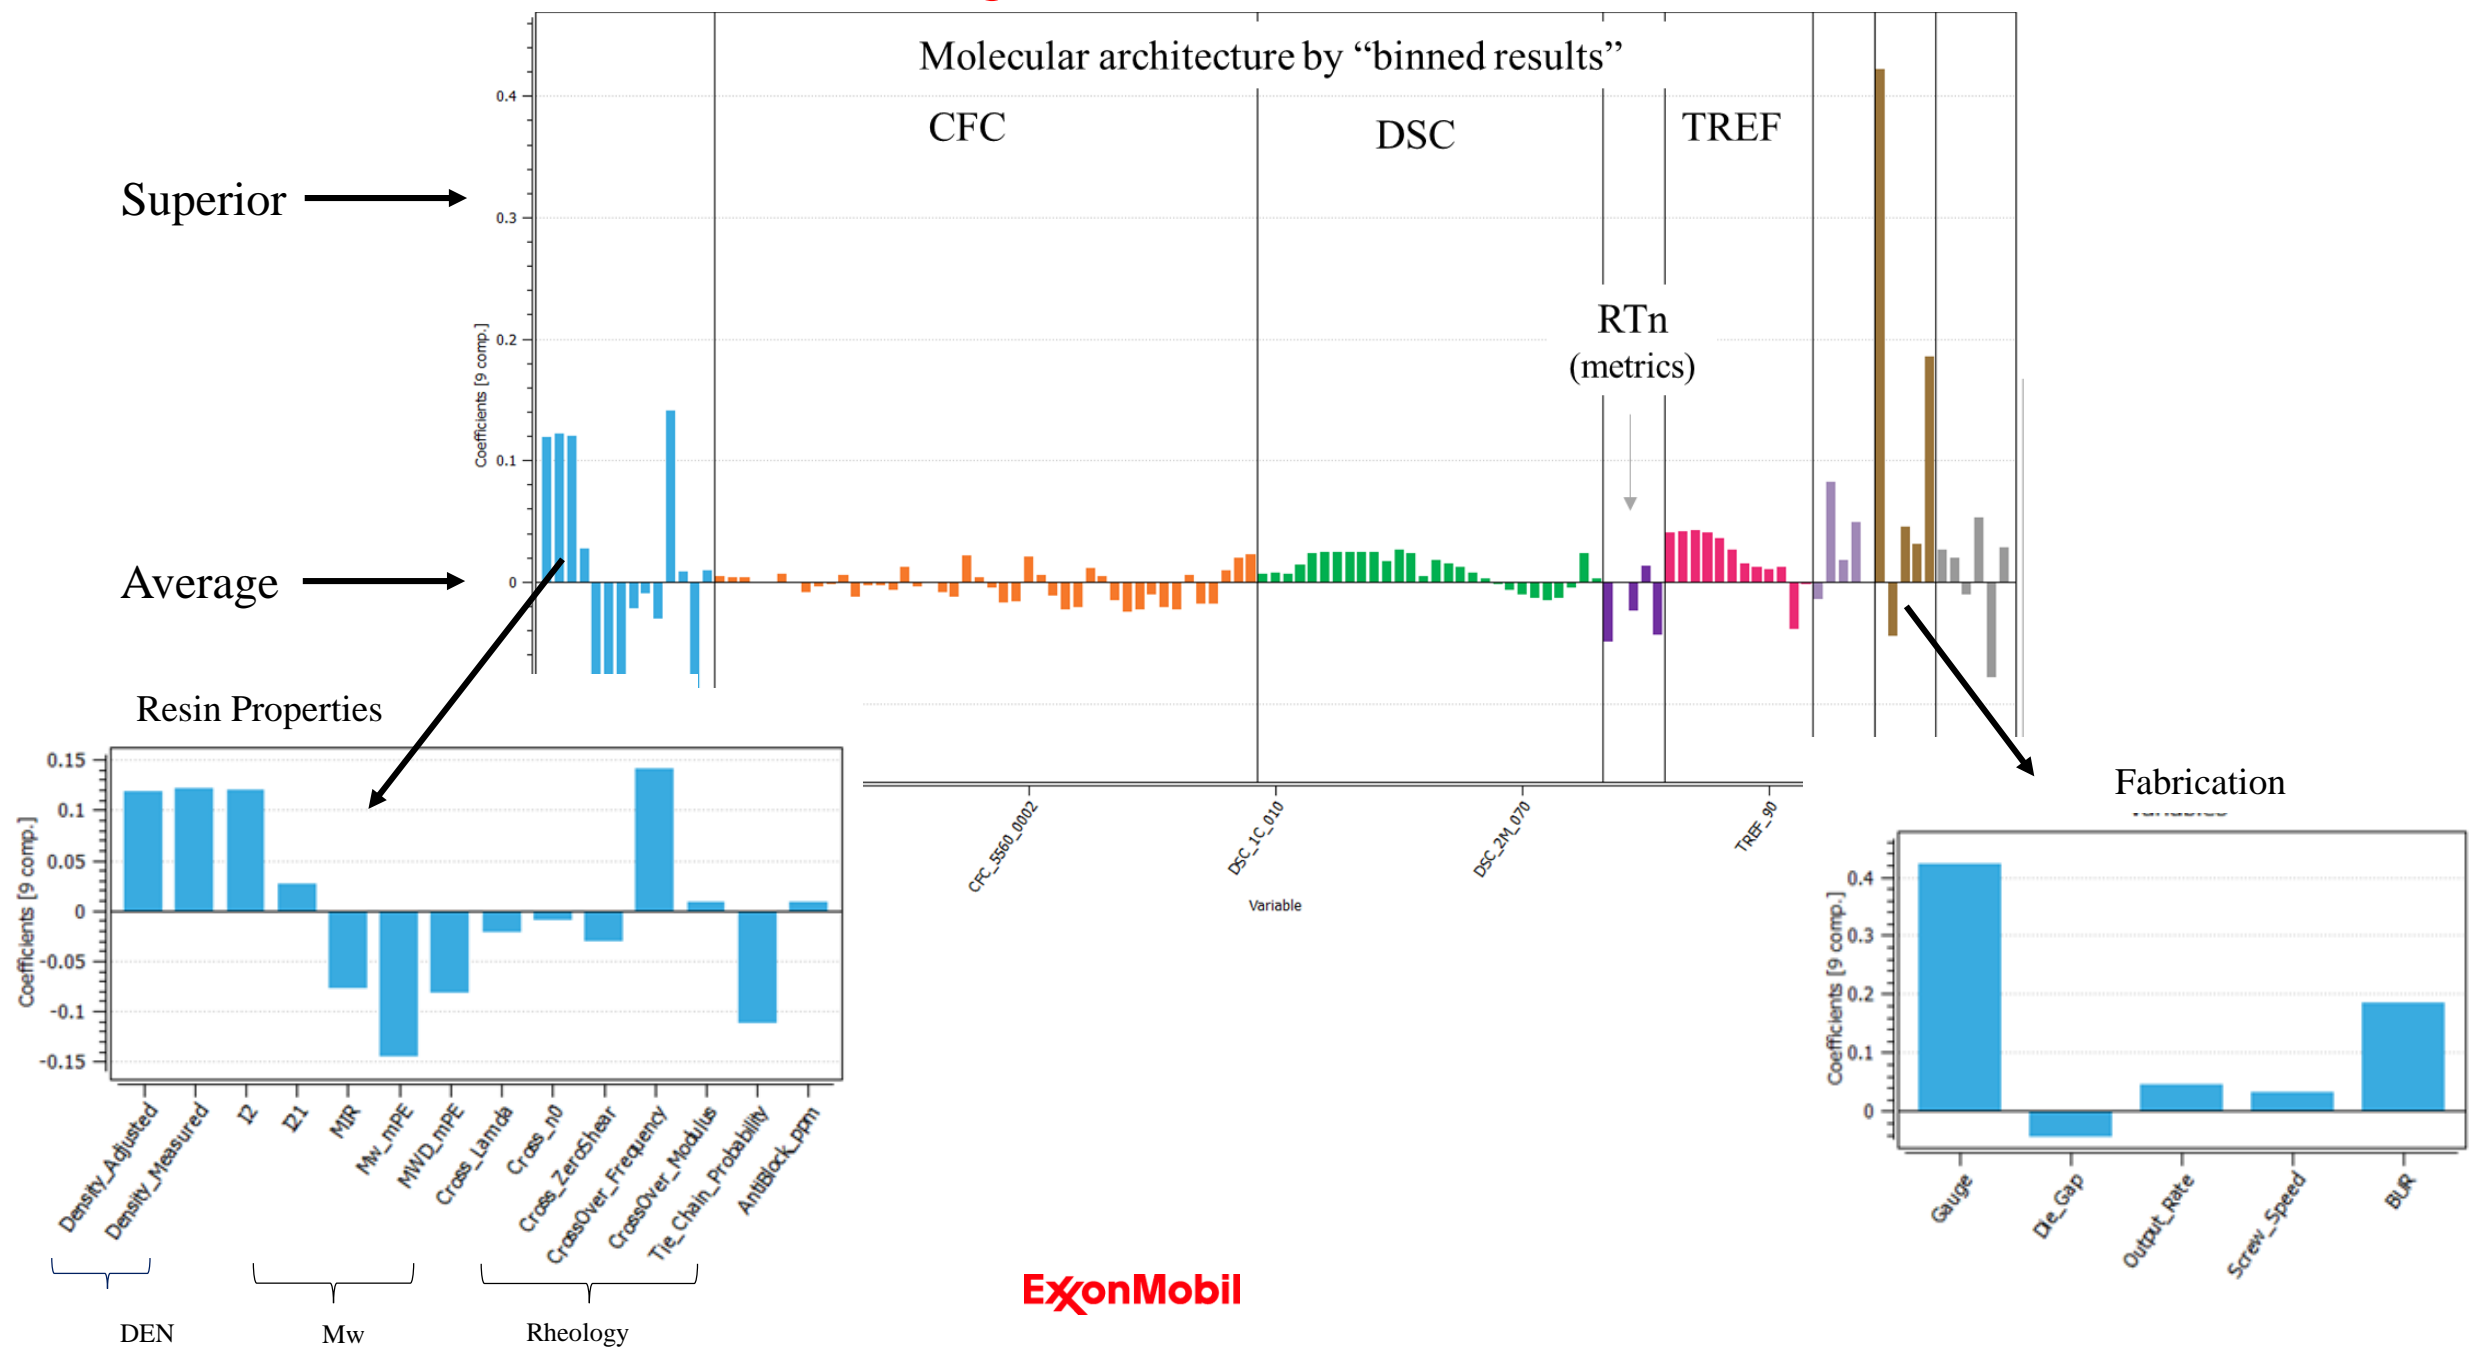 Molecular architecture by “binned results”
CFC
DSC
TREF
0.4
Superior
0.3
RTn
(metrics)
0.2
Coefficients [9 comp.]
0.1
Average
0
Resin Properties
CFC_5560_0002
DSC_1C_010
DSC_2M_070
TREF_90
Variable
0.15
0.1
0.05
0
-0.05
-0.1
-0.15
Coefficients [9 comp.]
Density_Adjusted
Density_Measured
I2
I21
MIR
Mw_mPE
MWD_mPE
Cross_Lamda
Cross_n0
Cross_ZeroShear
CrossOver_Frequency
CrossOver_Modulus
Tie_Chain_Probability
AntiBlock_ppm
DEN
Mw
Rheology
Fabrication
0.4
0.3
0.2
0.1
0
Coefficients [9 comp.]
Gauge
Die_Gap
Output_Rate
Screw_Speed
BUR
ExxonMobil